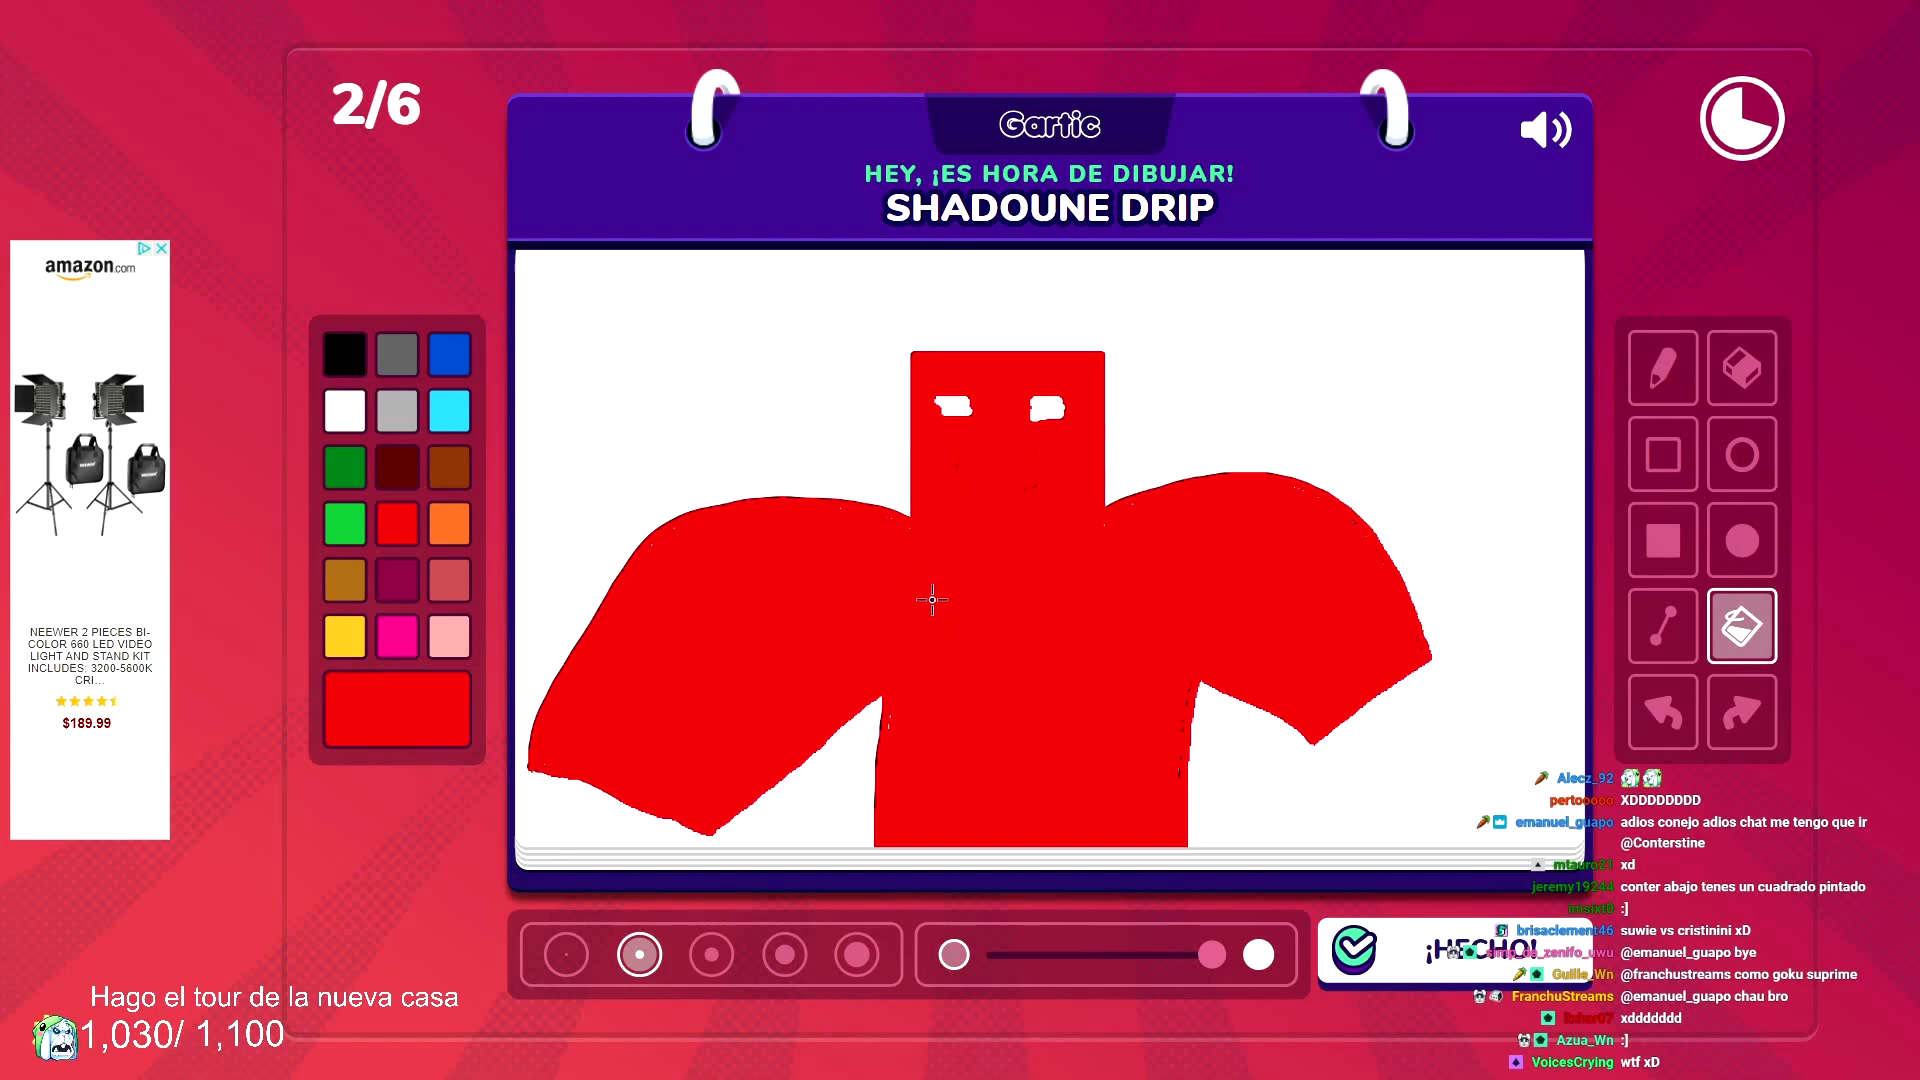 2/6
Gartic
HEY, ¡ES HORA DE DIBUJAR!
SHADOUNE DRIP
amazon.com
NEEWER 2 PIECES BI-
COLOR 660 LED VIDEO
LIGHT AND STAND KIT
INCLUDES: 3200-5600K
CRI...
$189.99
¡HECHO!
Alecz_92
pertooooo XDDDDDDDD
emanuel_guapo adios conejo adios chat me tengo que ir
@Conterstine
mtauro21 xd
jeremy19244 conter abajo tenes un cuadrado pintado
:]
brisaclement46 suwie vs cristinini xD
simp_de_zenifo_uwu @emanuel_guapo bye
Guille_Wn @franchustreams como goku suprime
FranchuStreams @emanuel_guapo chau bro
xddddddd
Azua_Wn :]
VoicesCrying wtf xD
Hago el tour de la nueva casa
1,030/ 1,100